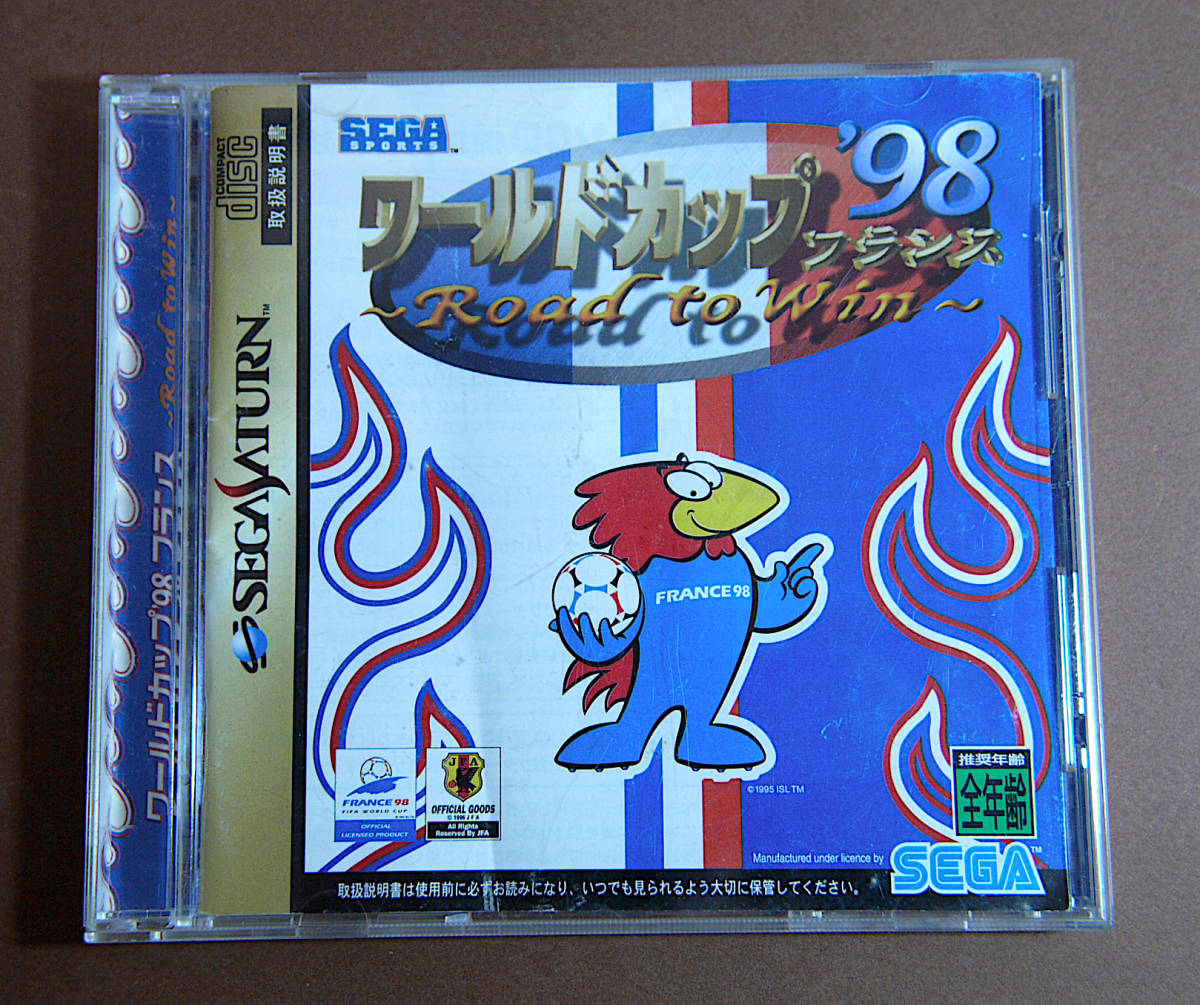 COMPACT
disc
取扱説明書
SEGA
SPORTS™
ワールドカップ'98
フランス
~Road to Win~
SEGA SATURN™
ワールドカップ'98 フランス ~Road to Win~
FRANCE 98
FRANCE 98
FIFA WORLD CUP
OFFICIAL
LICENSED PRODUCT
JFA
OFFICIAL GOODS
© 1996 J F A
All Rights
Reserved By JFA
©1995 ISL TM
推奨年齢
全年齢
Manufactured under licence by
SEGA™
取扱説明書は使用前に必ずお読みになり、いつでも見られるよう大切に保管してください。